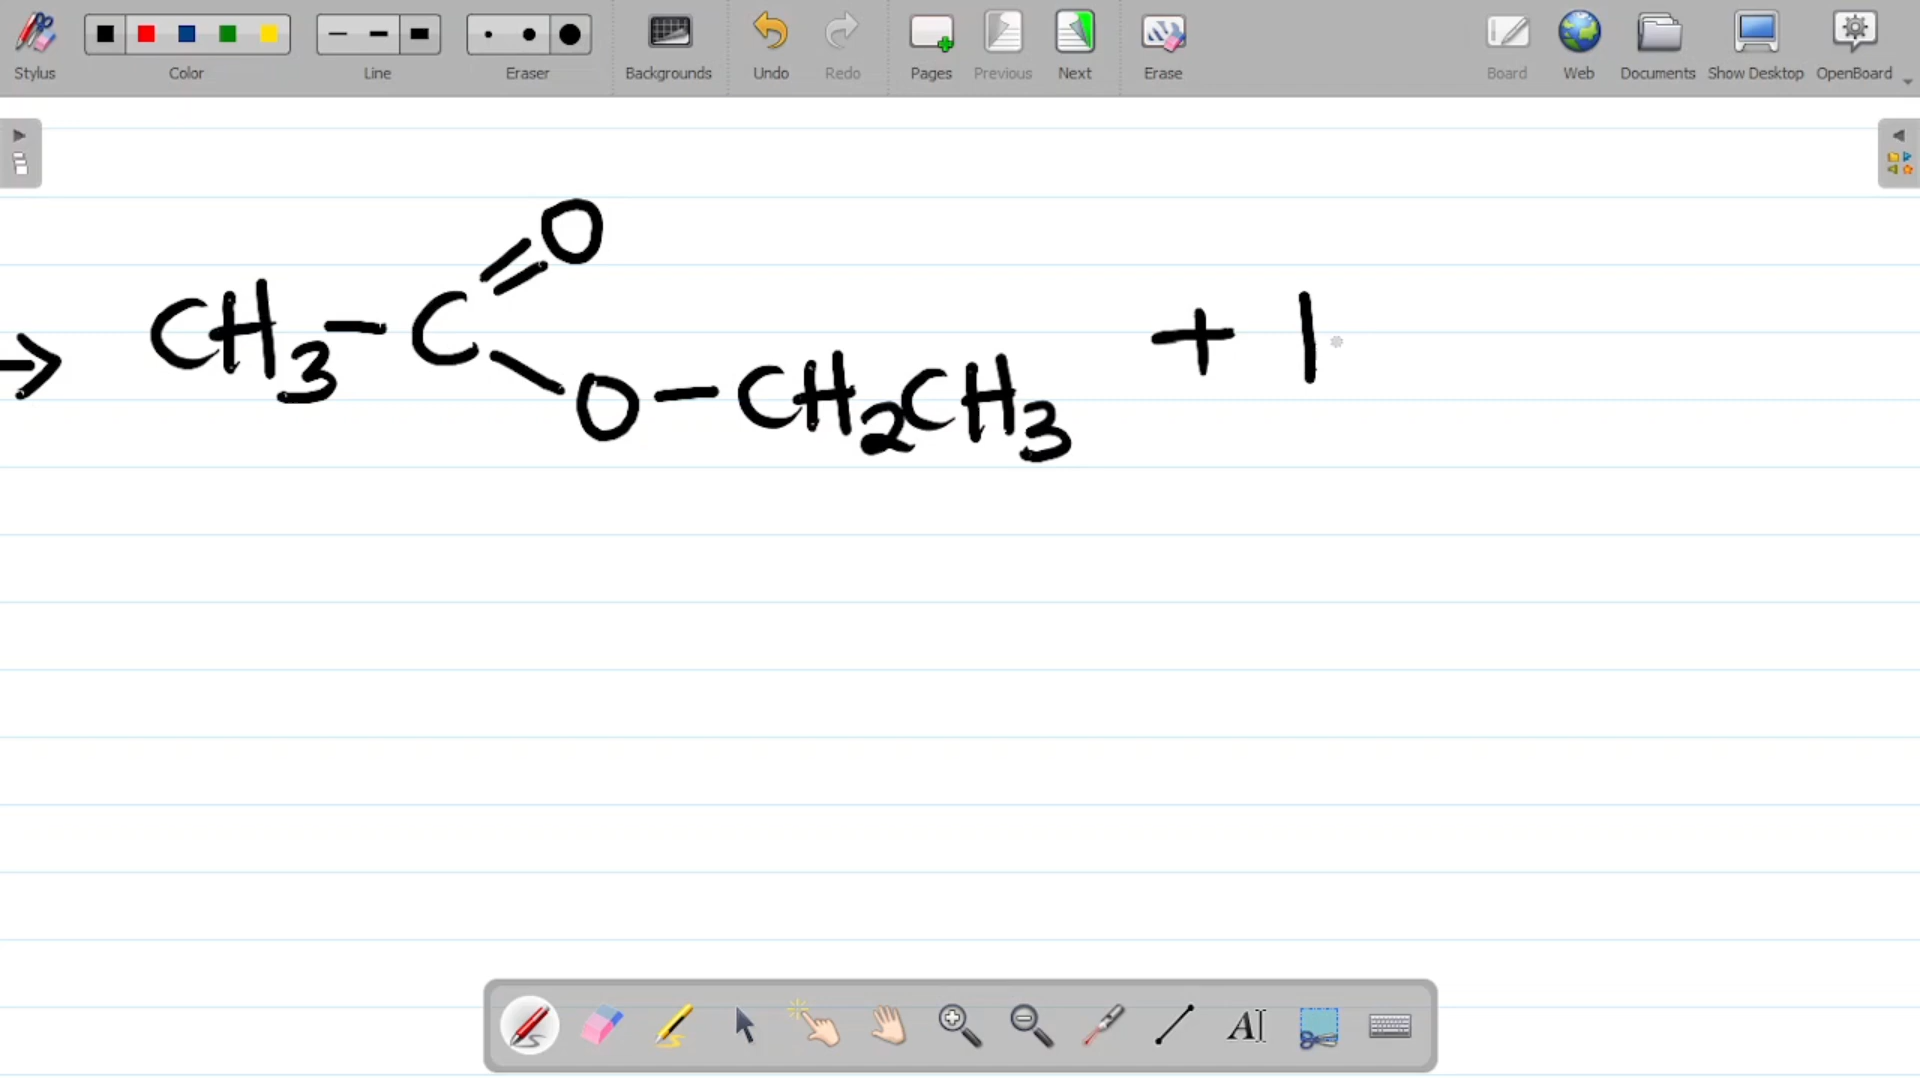 Stylus Color Line Eraser Backgrounds Undo Redo Pages Previous Next Erase Board Web Documents Show Desktop OpenBoard
O
→ CH3 - C = + |
O - CH2CH3